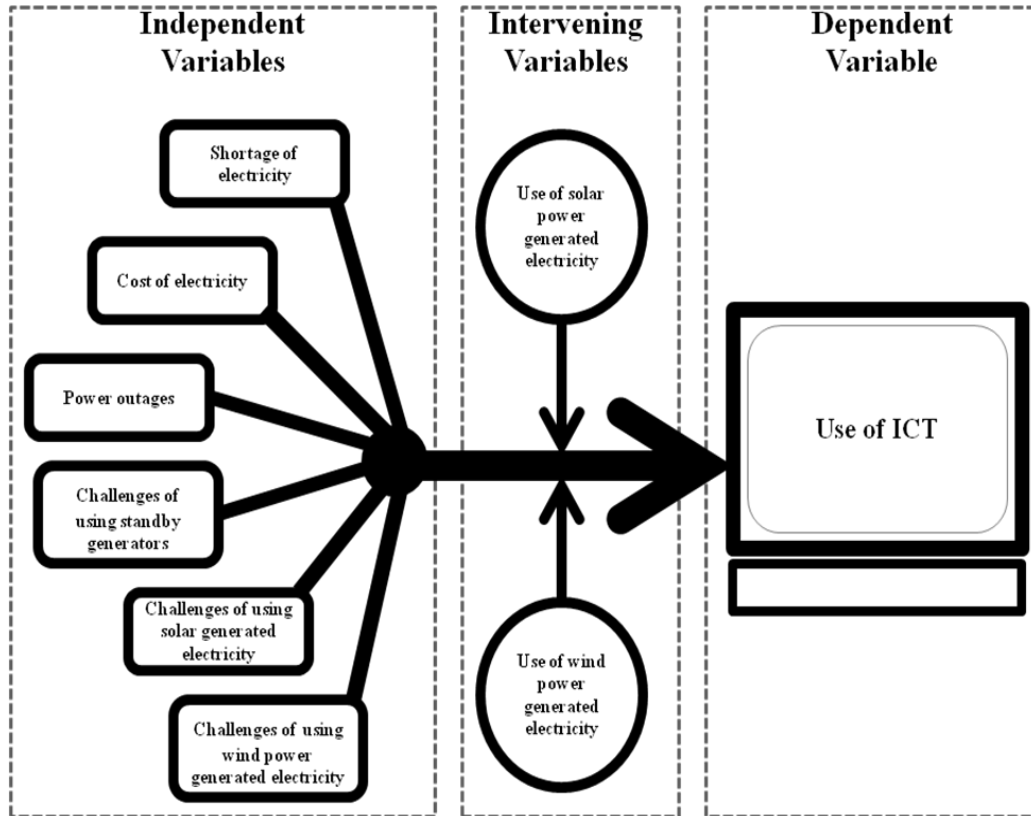 Independent
Variables
Shortage of
electricity
Cost of electricity
Power outages
Challenges of
using standby
generators
Challenges of using
solar generated
electricity
Challenges of using
wind power
generated electricity
Intervening
Variables
Use of solar
power
generated
electricity
Use of wind
power
generated
electricity
Dependent
Variable
Use of ICT